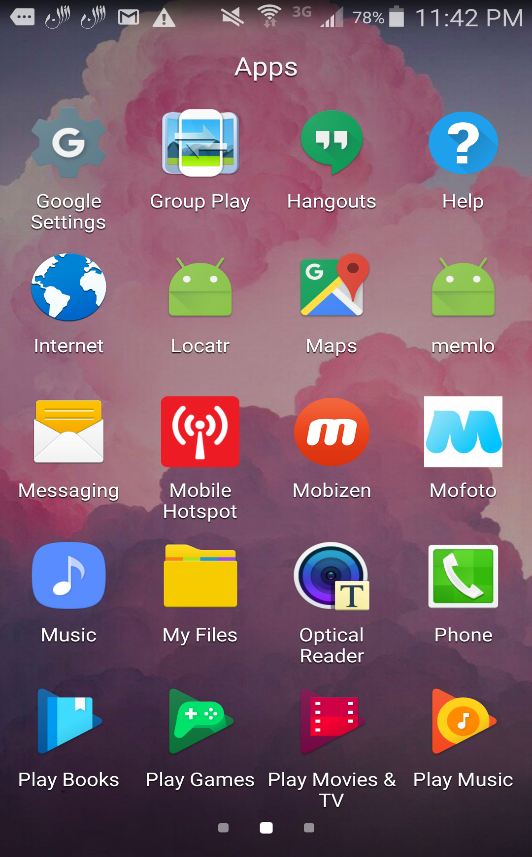 3G 78% 11:42 PM
Apps
G
Google Settings
Group Play
Hangouts
? Help
Internet
Locatr
G
Maps
memlo
Messaging
Mobile Hotspot
m
Mobizen
M
Mofoto
Music
My Files
T
Optical Reader
Phone
Play Books
Play Games
Play Movies & TV
Play Music